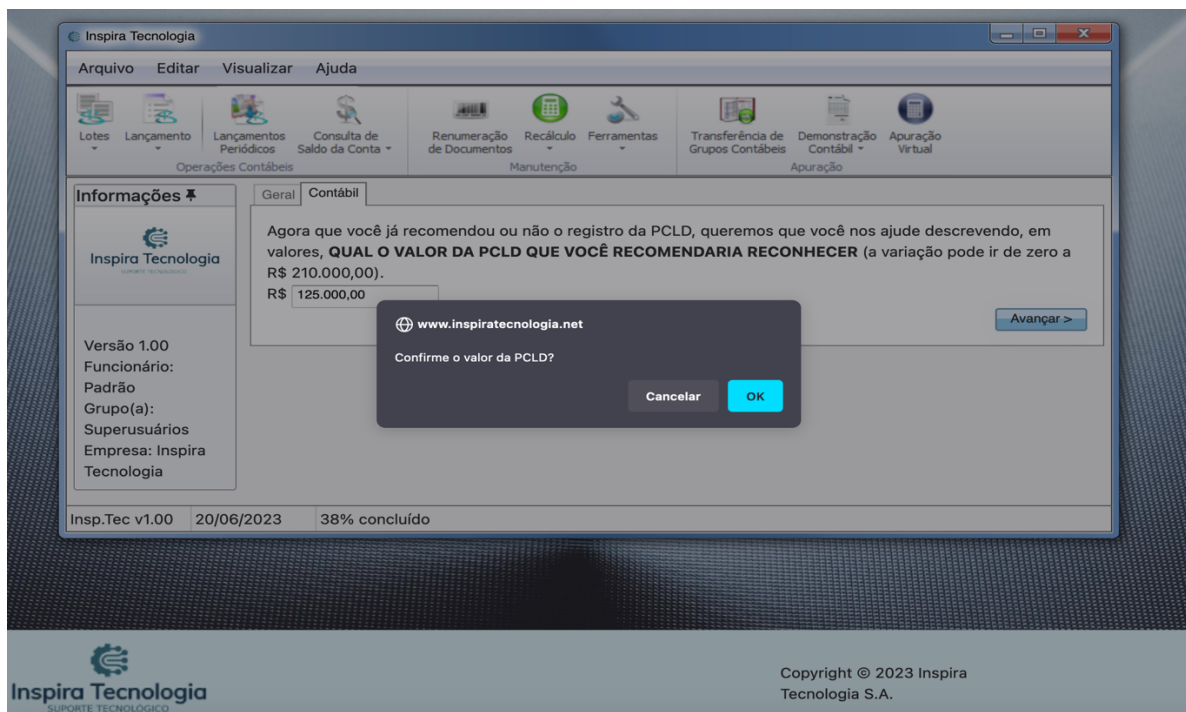 Inspira Tecnologia
Arquivo Editar Visualizar Ajuda
Lotes
Lançamento
Lançamentos
Periódicos
Consulta de
Saldo da Conta
Operações Contábeis
Renumeração
de Documentos
Recálculo
Ferramentas
Manutenção
Transferência de
Grupos Contábeis
Demonstração
Contábil
Apuração
Virtual
Apuração
Informações
Inspira Tecnologia
SUPORTE TECNOLÓGICO
Versão 1.00
Funcionário:
Padrão
Grupo(a):
Superusuários
Empresa: Inspira
Tecnologia
Geral Contábil
Agora que você já recomendou ou não o registro da PCLD, queremos que você nos ajude descrevendo, em
valores, QUAL O VALOR DA PCLD QUE VOCÊ RECOMENDARIA RECONHECER (a variação pode ir de zero a
R$ 210.000,00).
R$ 125.000,00
Avançar >
www.inspiratecnologia.net
Confirme o valor da PCLD?
Cancelar OK
Insp.Tec v1.00 20/06/2023 38% concluído
Inspira Tecnologia
SUPORTE TECNOLÓGICO
Copyright © 2023 Inspira
Tecnologia S.A.